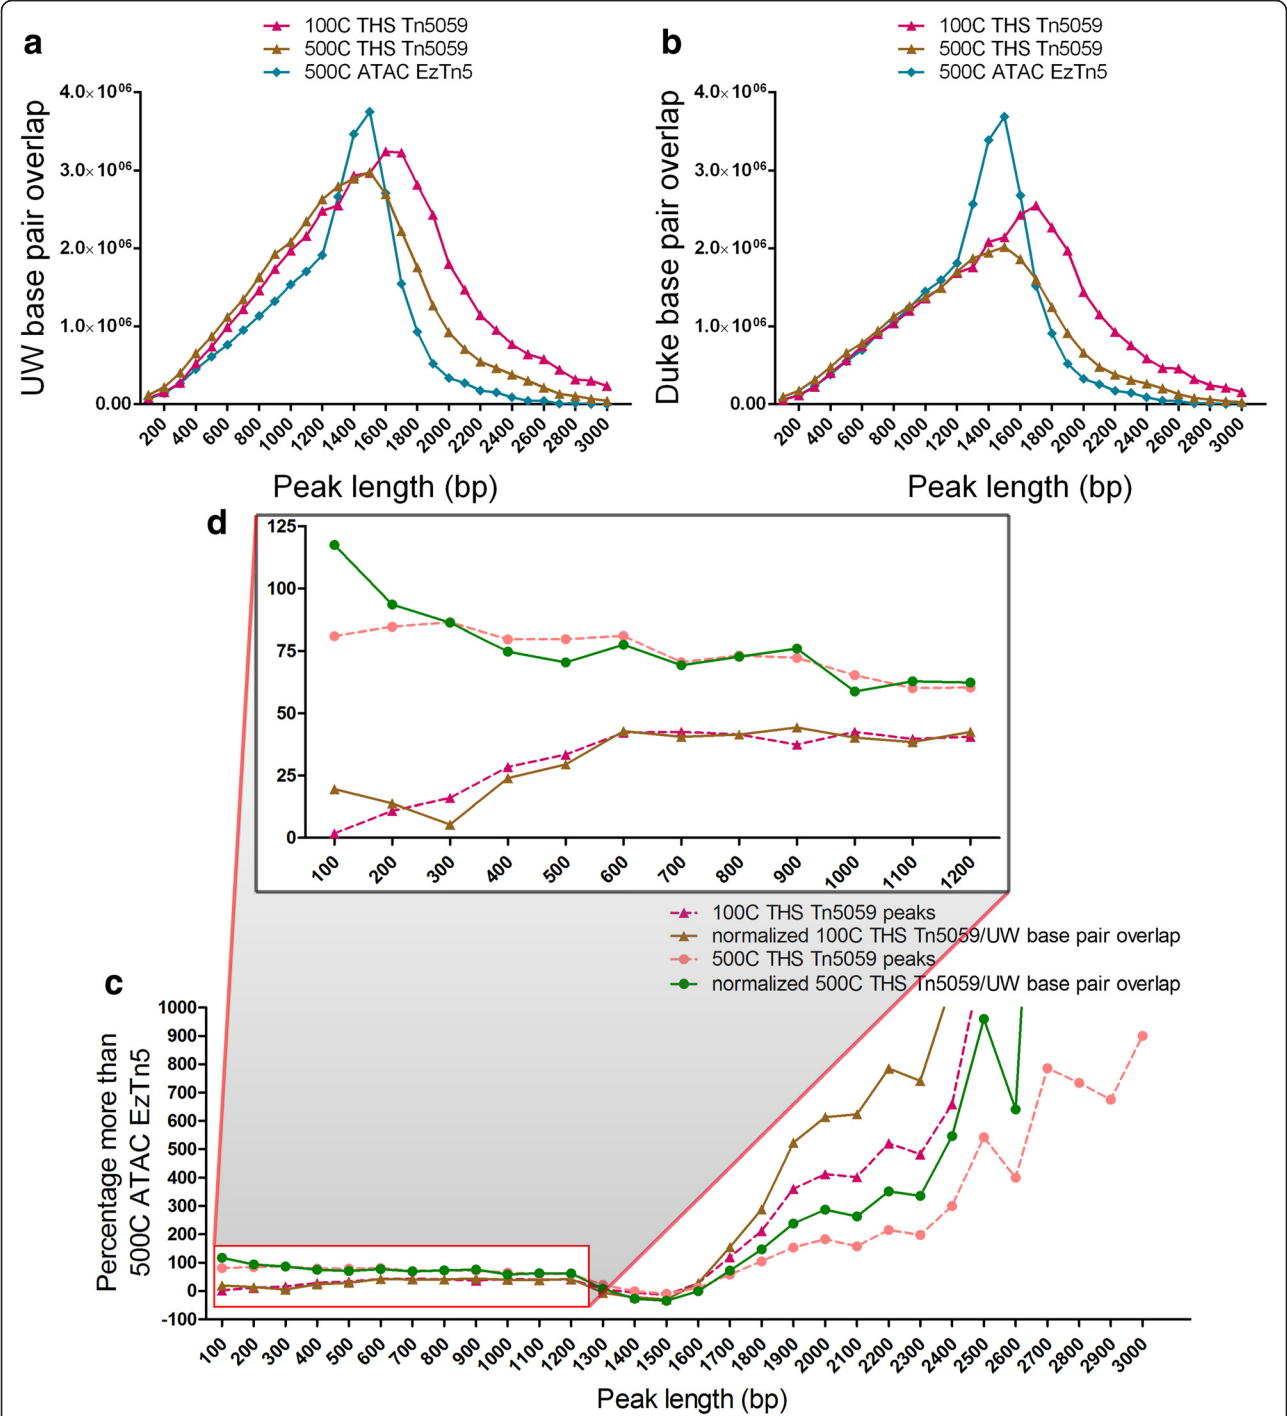 a
100C THS Tn5059
500C THS Tn5059
500C ATAC EzTn5
UW base pair overlap
4.0×10⁰⁶
3.0×10⁰⁶
2.0×10⁰⁶
1.0×10⁰⁶
0.00
200 400 600 800 1000 1200 1400 1600 1800 2000 2200 2400 2600 2800 3000
Peak length (bp)
b
100C THS Tn5059
500C THS Tn5059
500C ATAC EzTn5
Duke base pair overlap
4.0×10⁰⁶
3.0×10⁰⁶
2.0×10⁰⁶
1.0×10⁰⁶
0.00
200 400 600 800 1000 1200 1400 1600 1800 2000 2200 2400 2600 2800 3000
Peak length (bp)
d
125
100
75
50
25
0
100 200 300 400 500 600 700 800 900 1000 1100 1200
100C THS Tn5059 peaks
normalized 100C THS Tn5059/UW base pair overlap
500C THS Tn5059 peaks
normalized 500C THS Tn5059/UW base pair overlap
c
Percentage more than
500C ATAC EzTn5
1000
900
800
700
600
500
400
300
200
100
0
-100
100 200 300 400 500 600 700 800 900 1000 1100 1200 1300 1400 1500 1600 1700 1800 1900 2000 2100 2200 2300 2400 2500 2600 2700 2800 2900 3000
Peak length (bp)